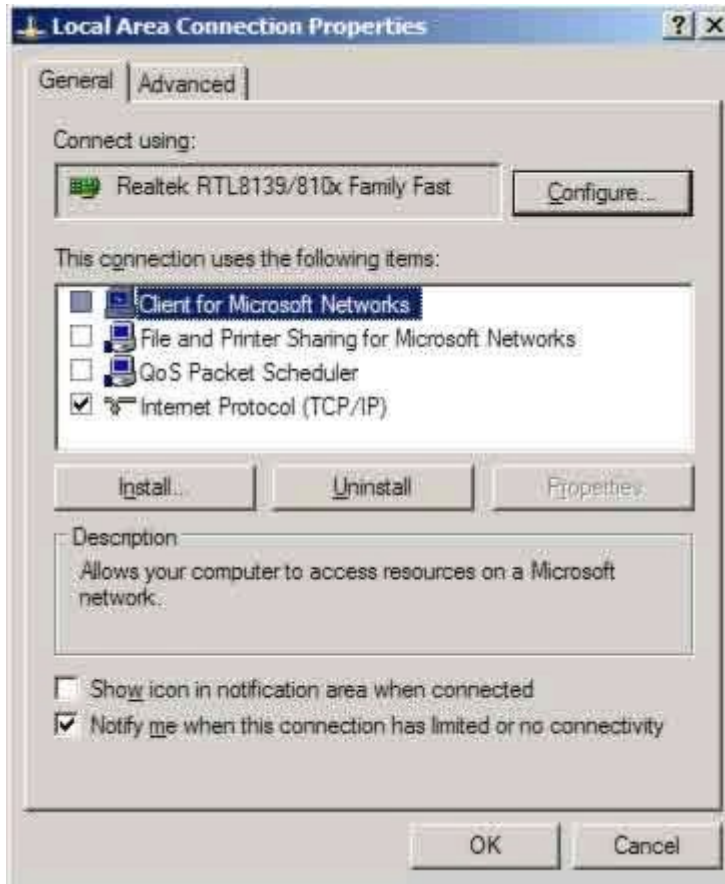 Local Area Connection Properties
General
Advanced
Connect using:
Realtek RTL8139/810x Family Fast
Configure...
This connection uses the following items:
Client for Microsoft Networks
File and Printer Sharing for Microsoft Networks
QoS Packet Scheduler
Internet Protocol (TCP/IP)
Install...
Uninstall
Properties
Description
Allows your computer to access resources on a Microsoft
network.
Show icon in notification area when connected
Notify me when this connection has limited or no connectivity
OK
Cancel